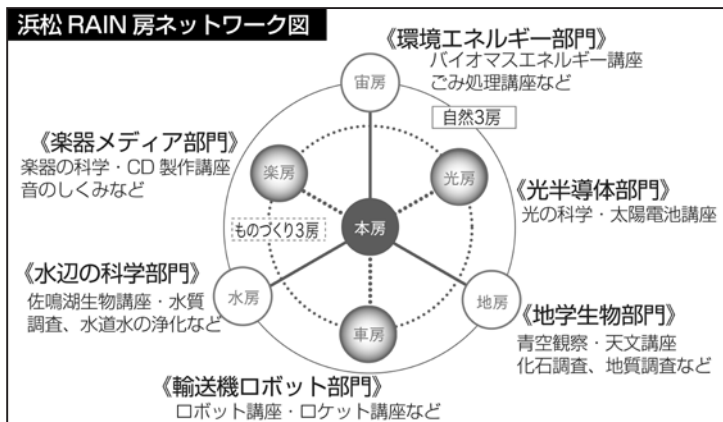 浜松 RAIN 房ネットワーク図
《環境エネルギー部門》
バイオマスエネルギー講座
ごみ処理講座など
宙房
自然3房
《楽器メディア部門》
楽器の科学・CD 製作講座
音のしくみなど
楽房
光房
《光半導体部門》
光の科学・太陽電池講座
ものづくり3房
本房
《水辺の科学部門》
佐鳴湖生物講座・水質
調査、水道水の浄化など
水房
地房
《地学生物部門》
青空観察・天文講座
化石調査、地質調査など
車房
《輸送機ロボット部門》
ロボット講座・ロケット講座など